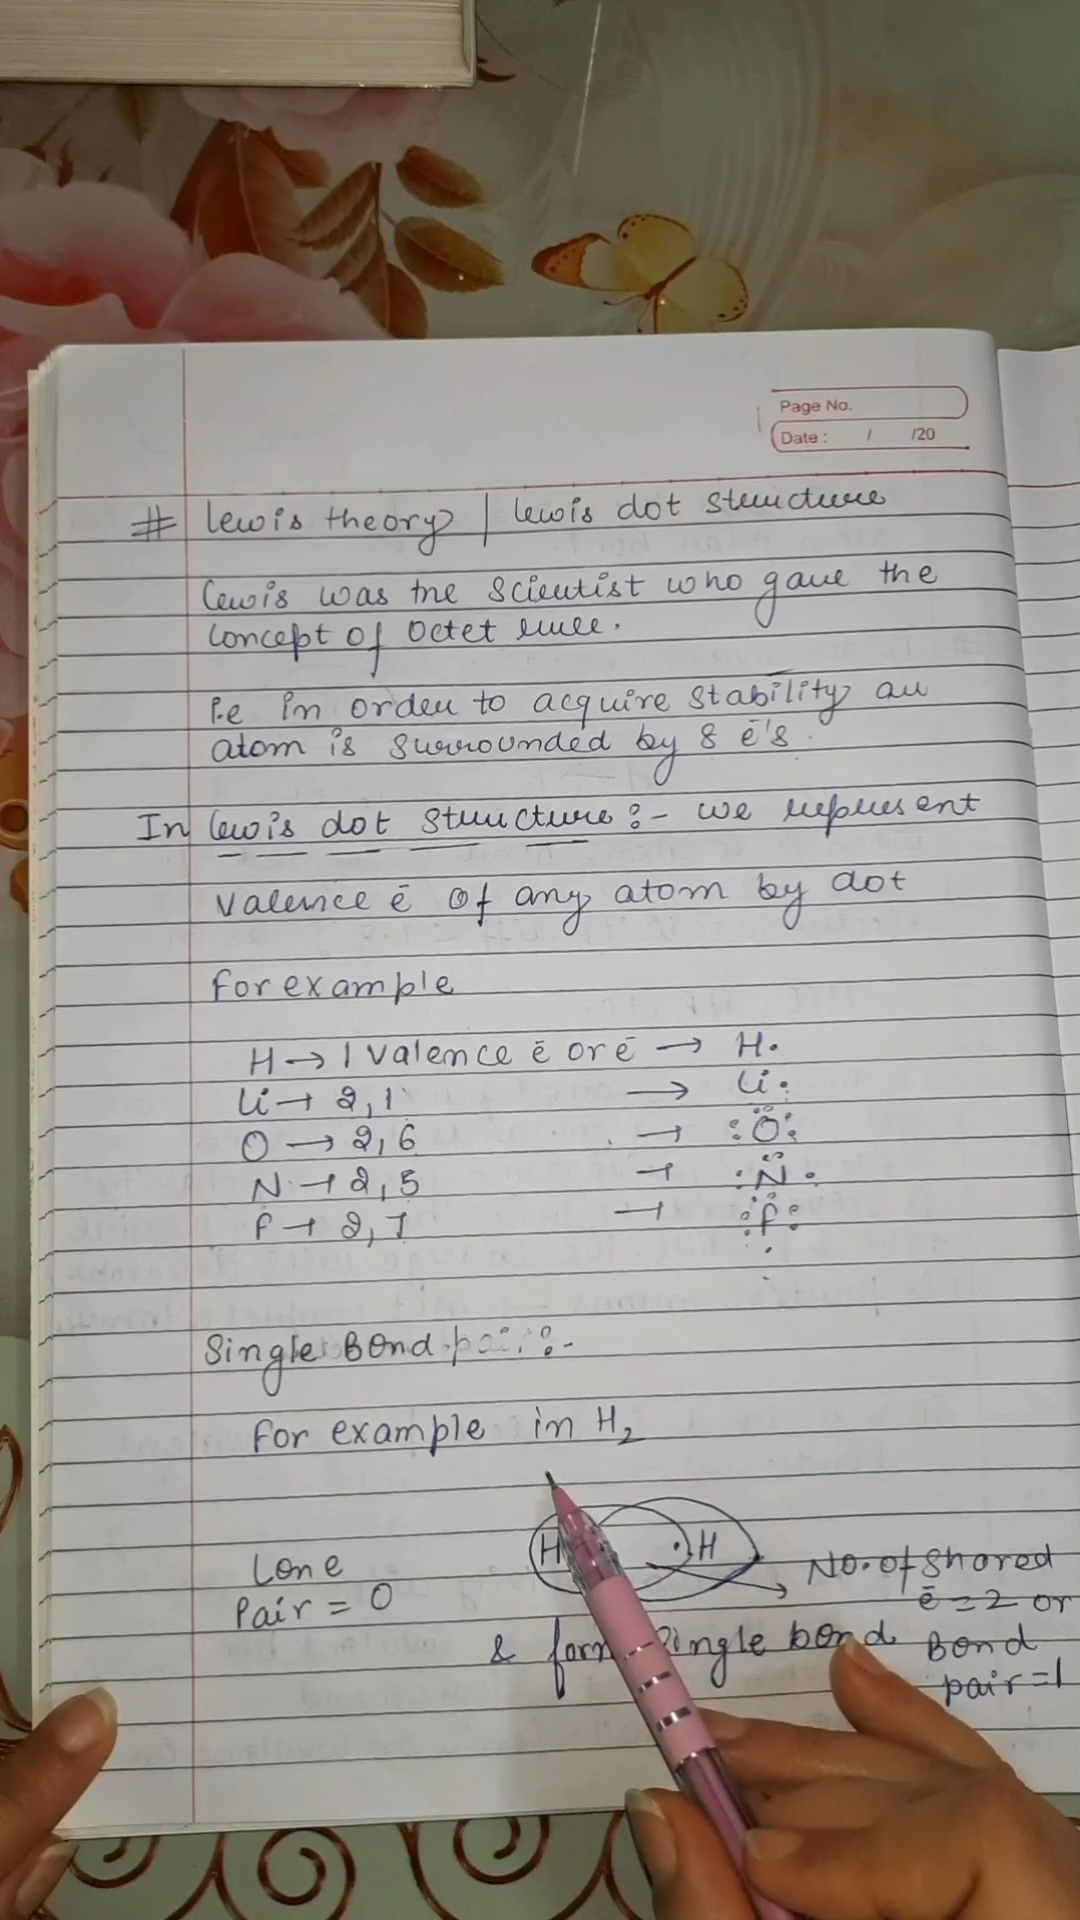 Page No.
Date : / /20
# Lewis theory | Lewis dot structure
Lewis was the Scientist who gave the
concept of Octet rule.
i.e in order to acquire stability an
atom is surrounded by 8 ē's.
In Lewis dot structure :- we represent
valence ē of any atom by dot
for example
H → 1 valence ē or ē → H•
Li → 2,1 → Li•
O → 2,6 → :Ö:
N → 2,5 → :N̈•
F → 2,7 → :F̈:
Single Bond pair :-
for example in H₂
H • H
Lone
Pair = 0
No. of Shared
ē = 2 or
Bond
pair = 1
& form Single bond